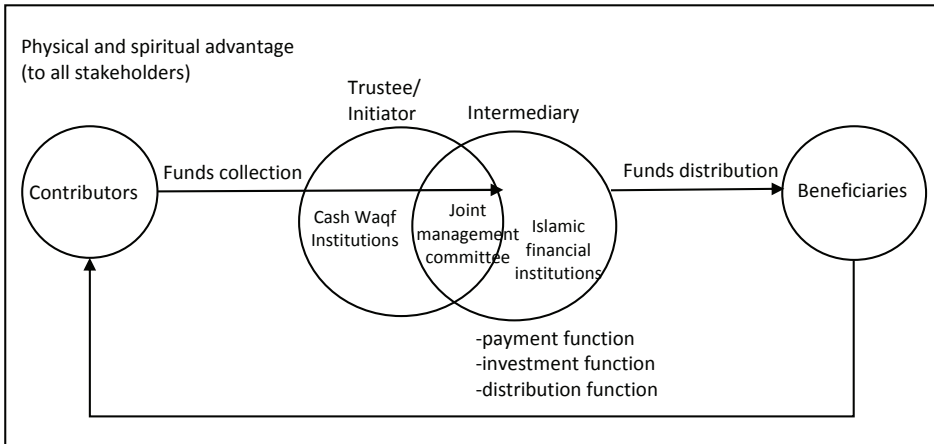 Physical and spiritual advantage
(to all stakeholders)
Trustee/
Initiator
Intermediary
Contributors
Funds collection
Cash Waqf
Institutions
Joint
management
committee
Islamic
financial
institutions
Funds distribution
Beneficiaries
-payment function
-investment function
-distribution function